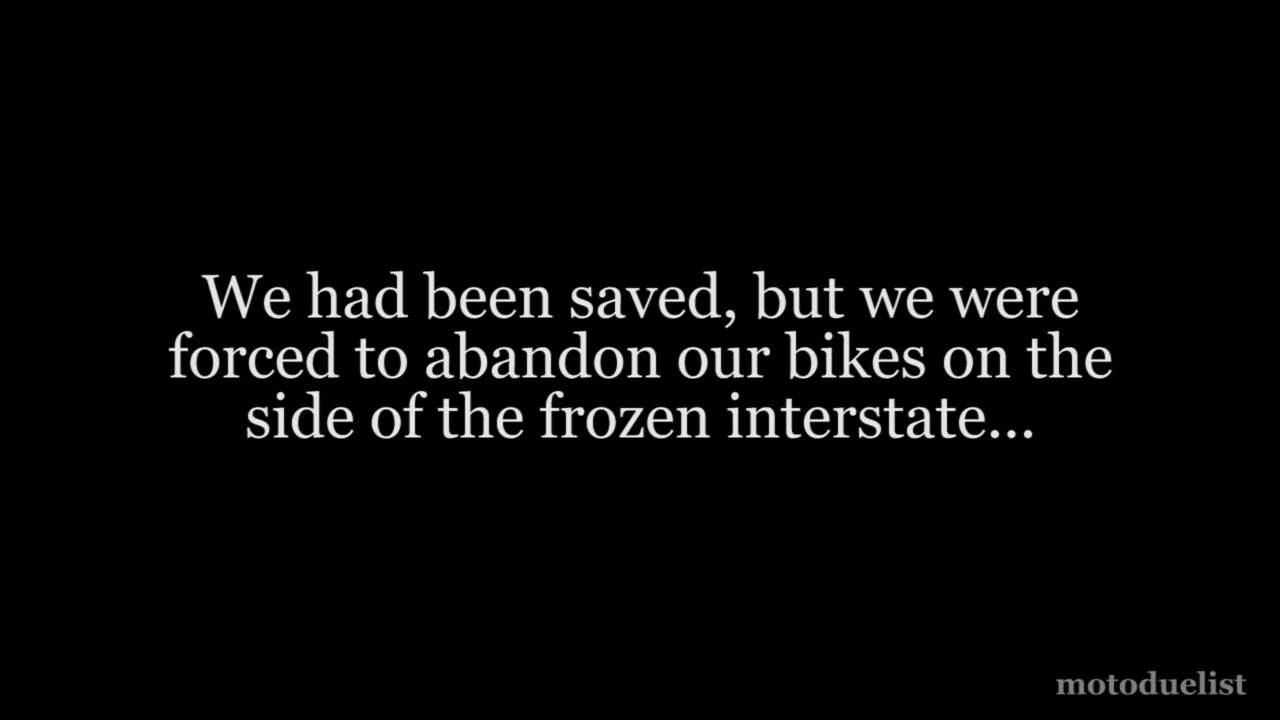 We had been saved, but we were
forced to abandon our bikes on the
side of the frozen interstate...
motoduelist